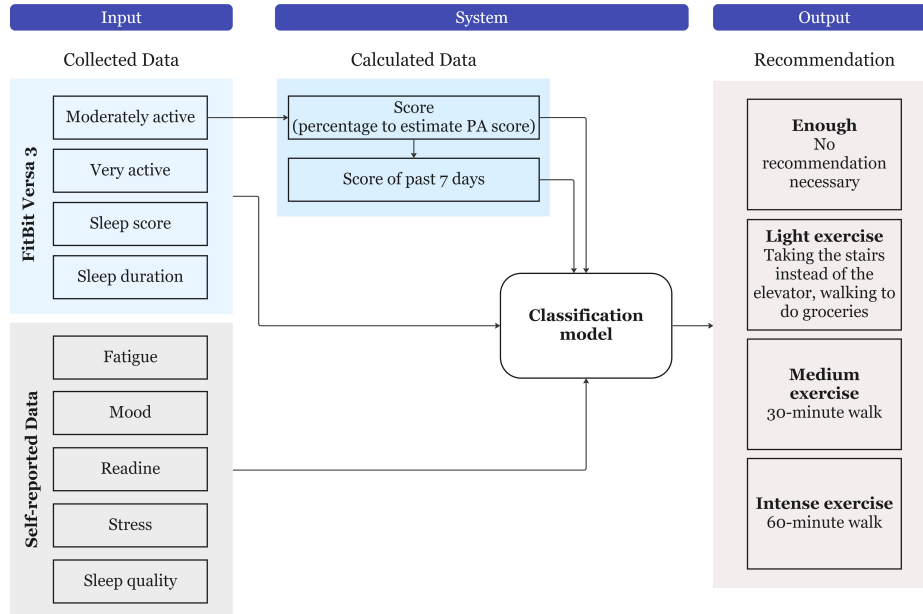 Input
System
Output
Collected Data
Calculated Data
Recommendation
FitBit Versa 3
Moderately active
Very active
Sleep score
Sleep duration
Score
(percentage to estimate PA score)
Score of past 7 days
Classification
model
Self-reported Data
Fatigue
Mood
Readine
Stress
Sleep quality
Enough
No
recommendation
necessary
Light exercise
Taking the stairs
instead of the
elevator, walking to
do groceries
Medium
exercise
30-minute walk
Intense exercise
60-minute walk